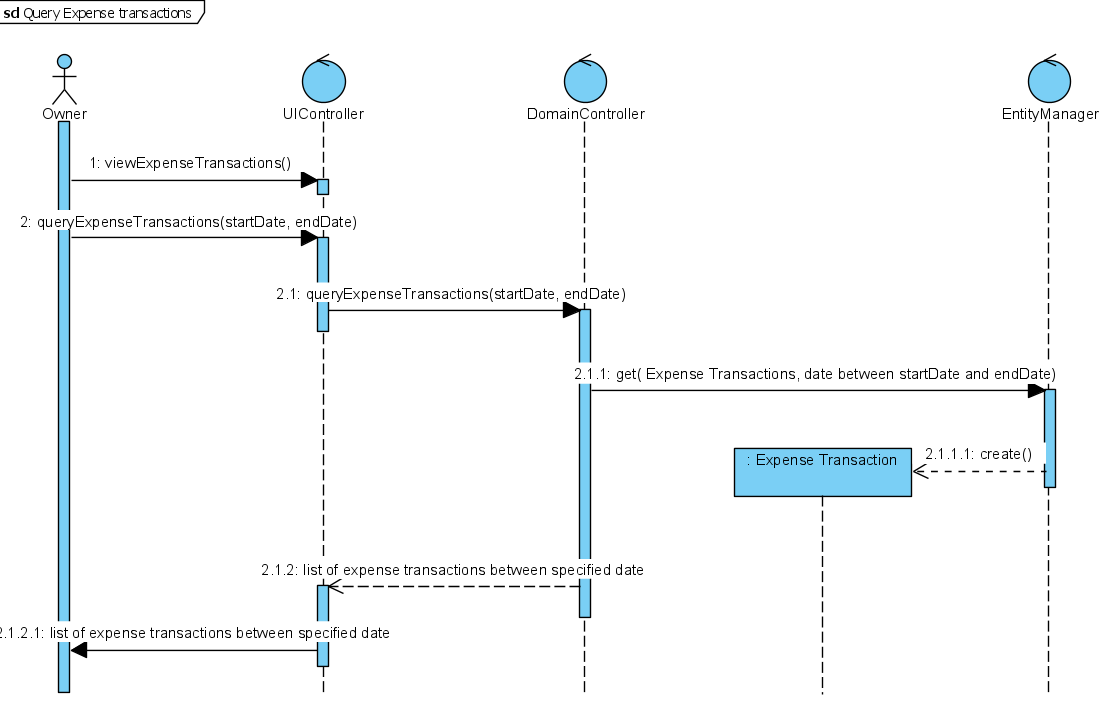 sd Query Expense transactions
Owner
UIController
DomainController
EntityManager
1: viewExpenseTransactions()
2: queryExpenseTransactions(startDate, endDate)
2.1: queryExpenseTransactions(startDate, endDate)
2.1.1: get( Expense Transactions, date between startDate and endDate)
2.1.1.1: create()
: Expense Transaction
2.1.2: list of expense transactions between specified date
2.1.2.1: list of expense transactions between specified date